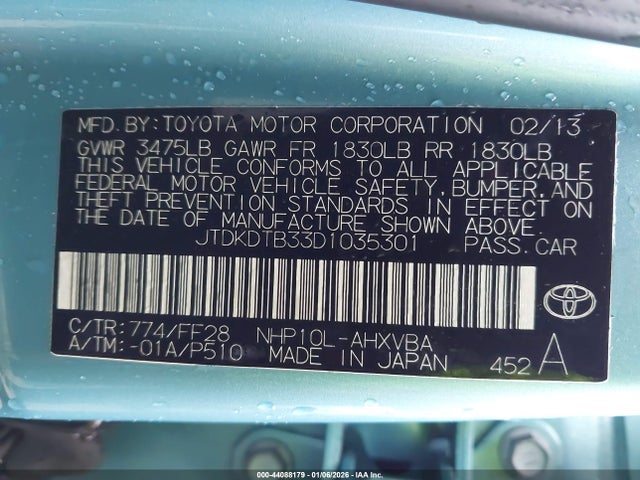 MFD.BY:TOYOTA MOTOR CORPORATION 02/13
GVWR 3475LB GAWR FR 1830LB RR 1830LB
THIS VEHICLE CONFORMS TO ALL APPLICABLE
FEDERAL MOTOR VEHICLE SAFETY, BUMPER, AND
THEFT PREVENTION STANDARDS IN EFFECT ON
THE DATE OF MANUFACTURE SHOWN ABOVE.
JTDKDTB33D1035301 PASS.CAR
C/TR:774/FF28 NHP10L-AHXVBA
A/TM:-01A/P510 MADE IN JAPAN 452 A
000-44088179 - 01/06/2026 - IAA Inc.